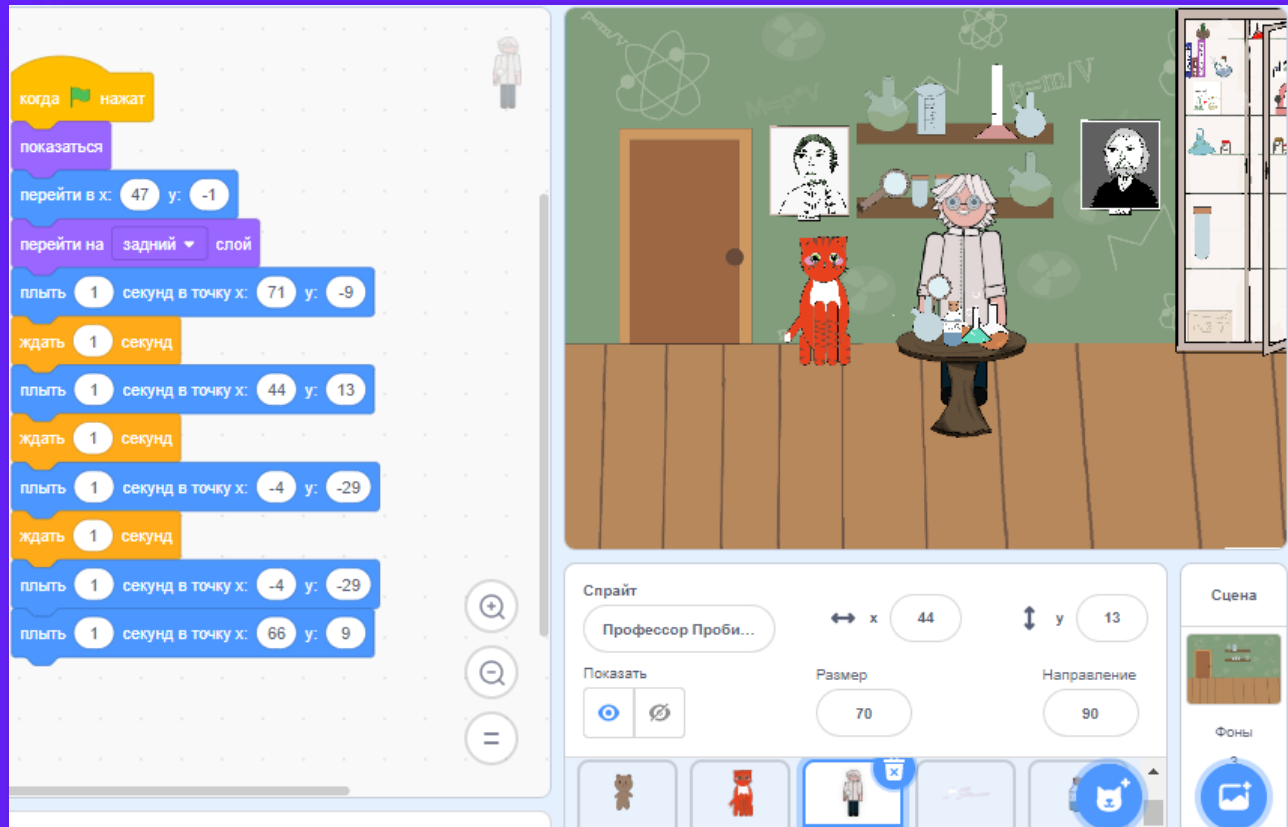 когда нажат
показаться
перейти в x: 47 y: -1
перейти на задний слой
плыть 1 секунд в точку x: 71 y: -9
ждать 1 секунд
плыть 1 секунд в точку x: 44 y: 13
ждать 1 секунд
плыть 1 секунд в точку x: -4 y: -29
ждать 1 секунд
плыть 1 секунд в точку x: -4 y: -29
плыть 1 секунд в точку x: 66 y: 9
p=m/V
p=m/V
Спрайт
Профессор Проби...
x 44
y 13
Показать
Размер
70
Направление
90
Сцена
Фоны